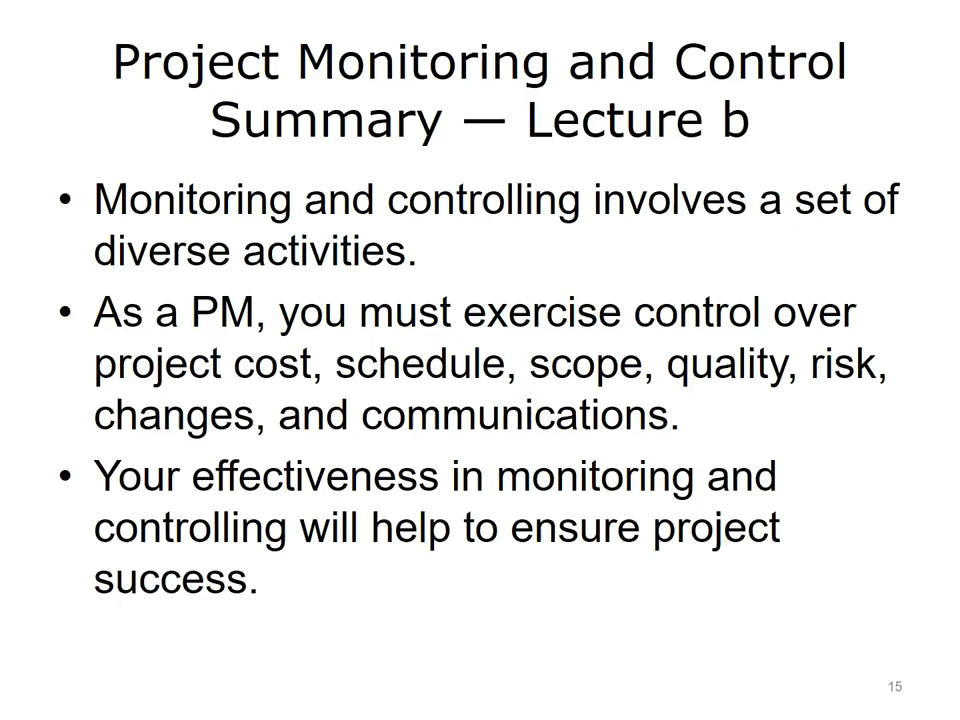 Project Monitoring and Control
Summary — Lecture b
• Monitoring and controlling involves a set of
diverse activities.
• As a PM, you must exercise control over
project cost, schedule, scope, quality, risk,
changes, and communications.
• Your effectiveness in monitoring and
controlling will help to ensure project
success.
15